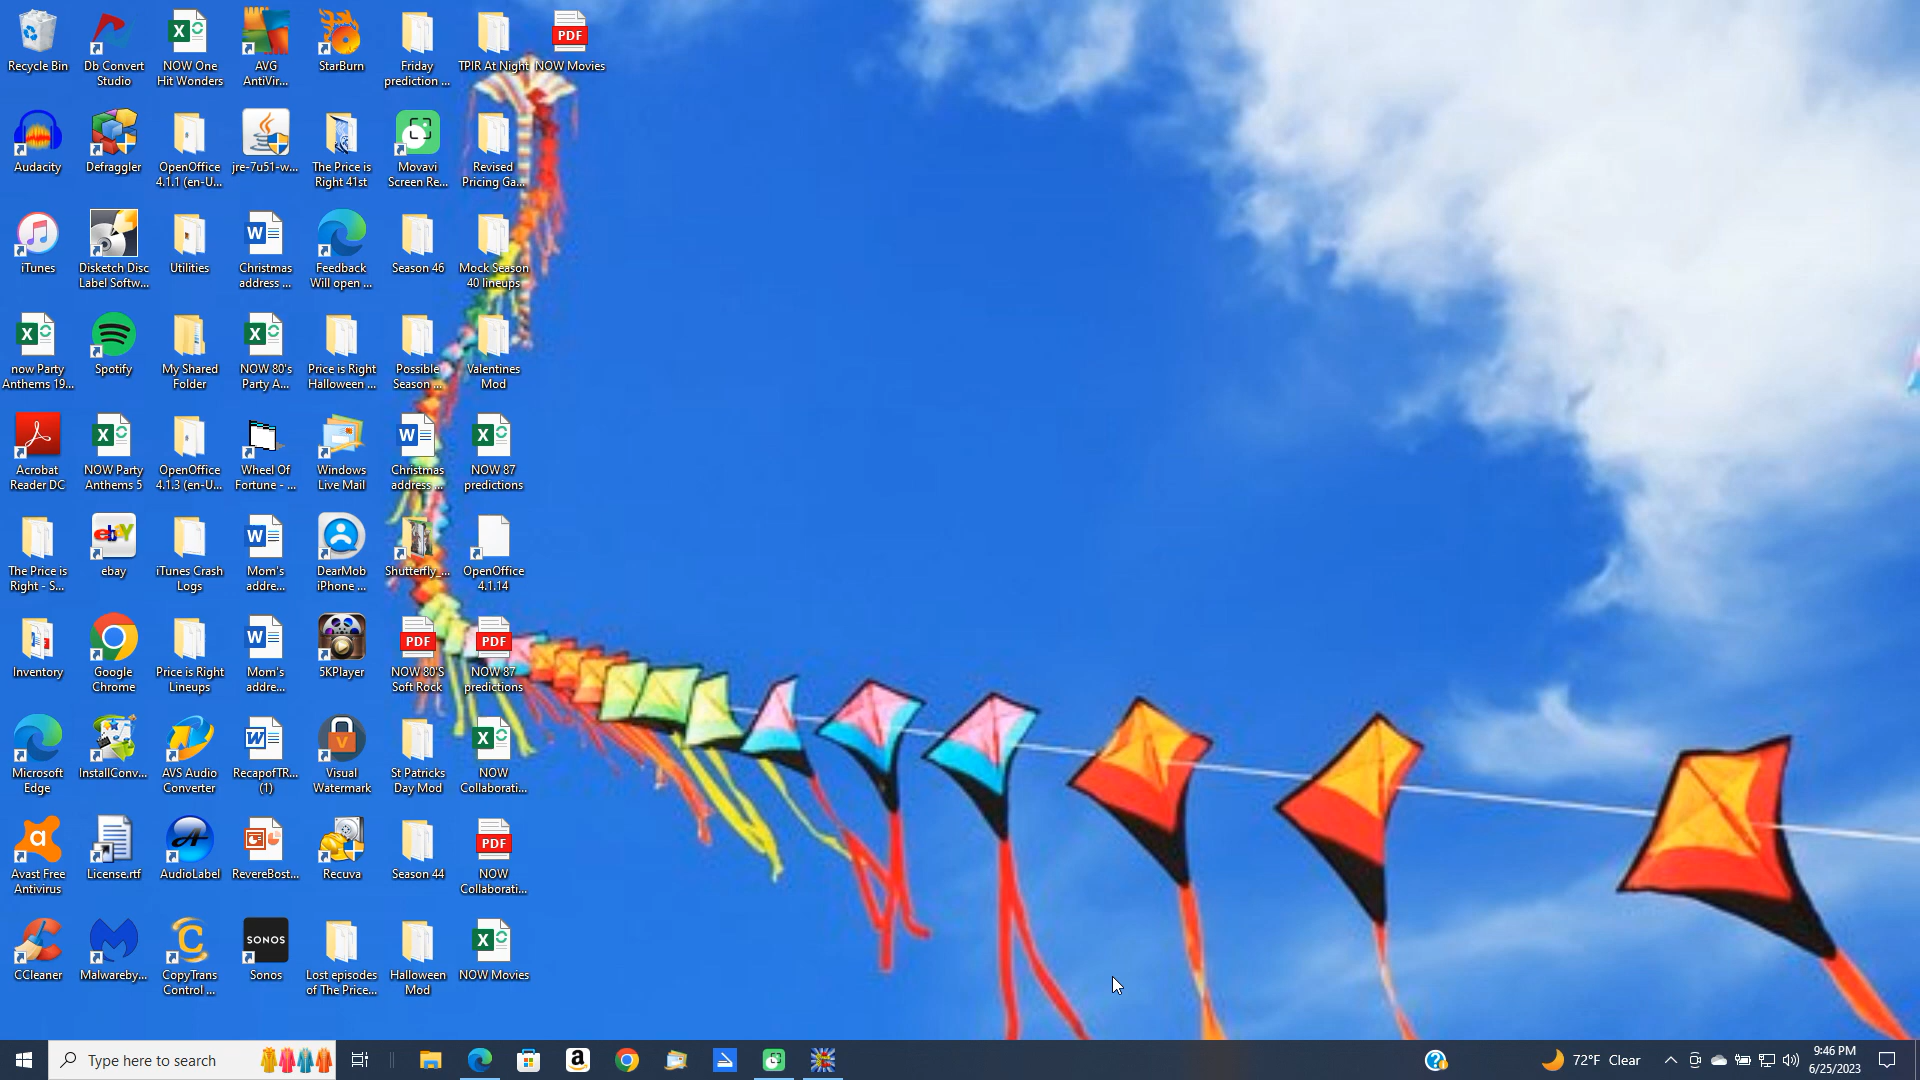 Recycle Bin
Db Convert
Studio
NOW One
Hit Wonders
AVG
AntiVir...
StarBurn
Friday
prediction ...
TPIR At Night
PDF
NOW Movies
Audacity
Defraggler
OpenOffice
4.1.1 (en-U...
jre-7u51-w...
The Price is
Right 41st
Movavi
Screen Re...
Revised
Pricing Ga...
iTunes
Disketch Disc
Label Softw...
Utilities
Christmas
address ...
Feedback
Will open ...
Season 46
Mock Season
40 lineups
now Party
Anthems 19...
Spotify
My Shared
Folder
NOW 80's
Party A...
Price is Right
Halloween ...
Possible
Season ...
Valentines
Mod
Acrobat
Reader DC
NOW Party
Anthems 5
OpenOffice
4.1.3 (en-U...
Wheel Of
Fortune - ...
Windows
Live Mail
Christmas
address ...
NOW 87
predictions
The Price is
Right - S...
ebay
ebay
iTunes Crash
Logs
Mom's
addre...
DearMob
iPhone ...
Shutterfly_...
OpenOffice
4.1.14
Inventory
Google
Chrome
Price is Right
Lineups
Mom's
addre...
5KPlayer
PDF
NOW 80'S
Soft Rock
PDF
NOW 87
predictions
Microsoft
Edge
InstallConv...
AVS Audio
Converter
RecapofTR...
(1)
Visual
Watermark
St Patricks
Day Mod
NOW
Collaborati...
Avast Free
Antivirus
License.rtf
AudioLabel
RevereBost...
Recuva
Season 44
PDF
NOW
Collaborati...
CCleaner
Malwareby...
CopyTrans
Control ...
SONOS
Sonos
Lost episodes
of The Price...
Halloween
Mod
NOW Movies
Type here to search
72°F Clear
9:46 PM
6/25/2023